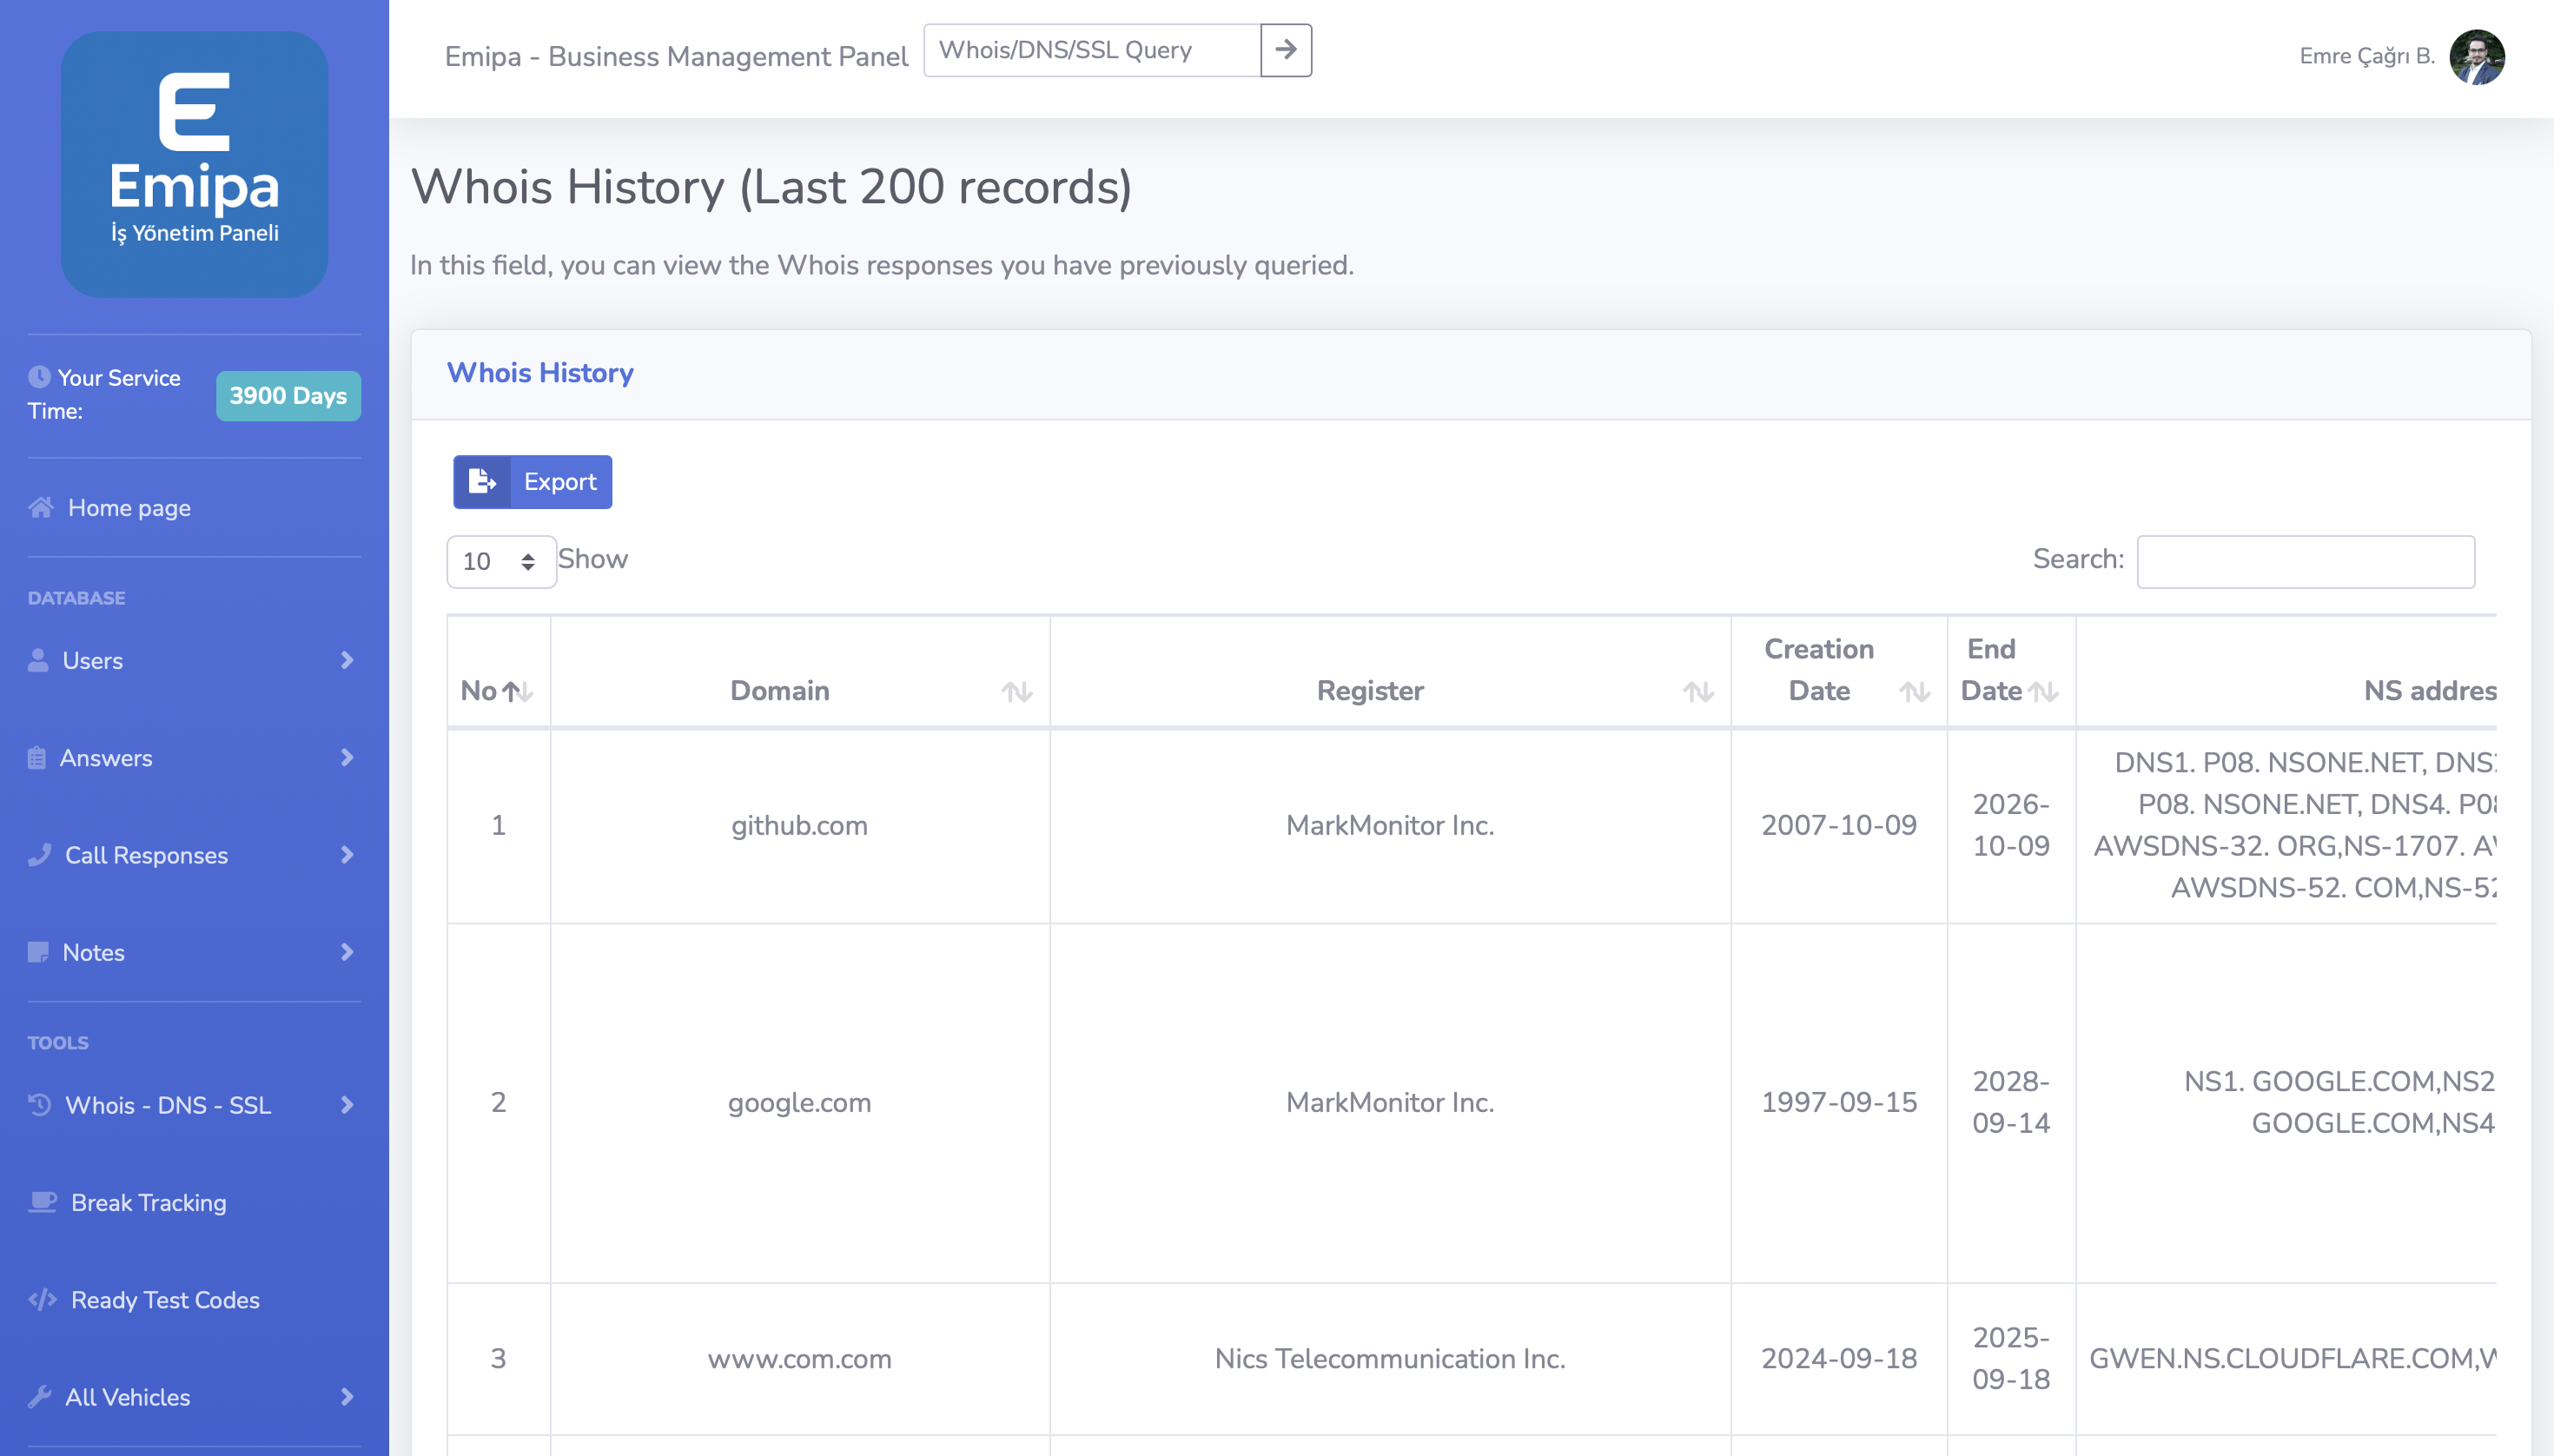 Emipa
İş Yönetim Paneli
Your Service
Time:
3900 Days
Home page
DATABASE
Users
Answers
Call Responses
Notes
TOOLS
Whois - DNS - SSL
Break Tracking
Ready Test Codes
All Vehicles
Emipa - Business Management Panel
Whois/DNS/SSL Query
Emre Çağrı B.
Whois History (Last 200 records)
In this field, you can view the Whois responses you have previously queried.
Whois History
Export
10 Show
Search:
No
Domain
Register
Creation
Date
End
Date
NS addres
1
github.com
MarkMonitor Inc.
2007-10-09
2026-
10-09
DNS1. P08. NSONE.NET, DNS
P08. NSONE.NET, DNS4.
AWSDNS-32. ORG,NS-1707.
AWSDNS-52. COM,NS-52
2
google.com
MarkMonitor Inc.
1997-09-15
2028-
09-14
NS1. GOOGLE.COM,NS2
GOOGLE.COM,NS4
3
www.com.com
Nics Telecommunication Inc.
2024-09-18
2025-
09-18
GWEN.NS.CLOUDFLARE.COM,